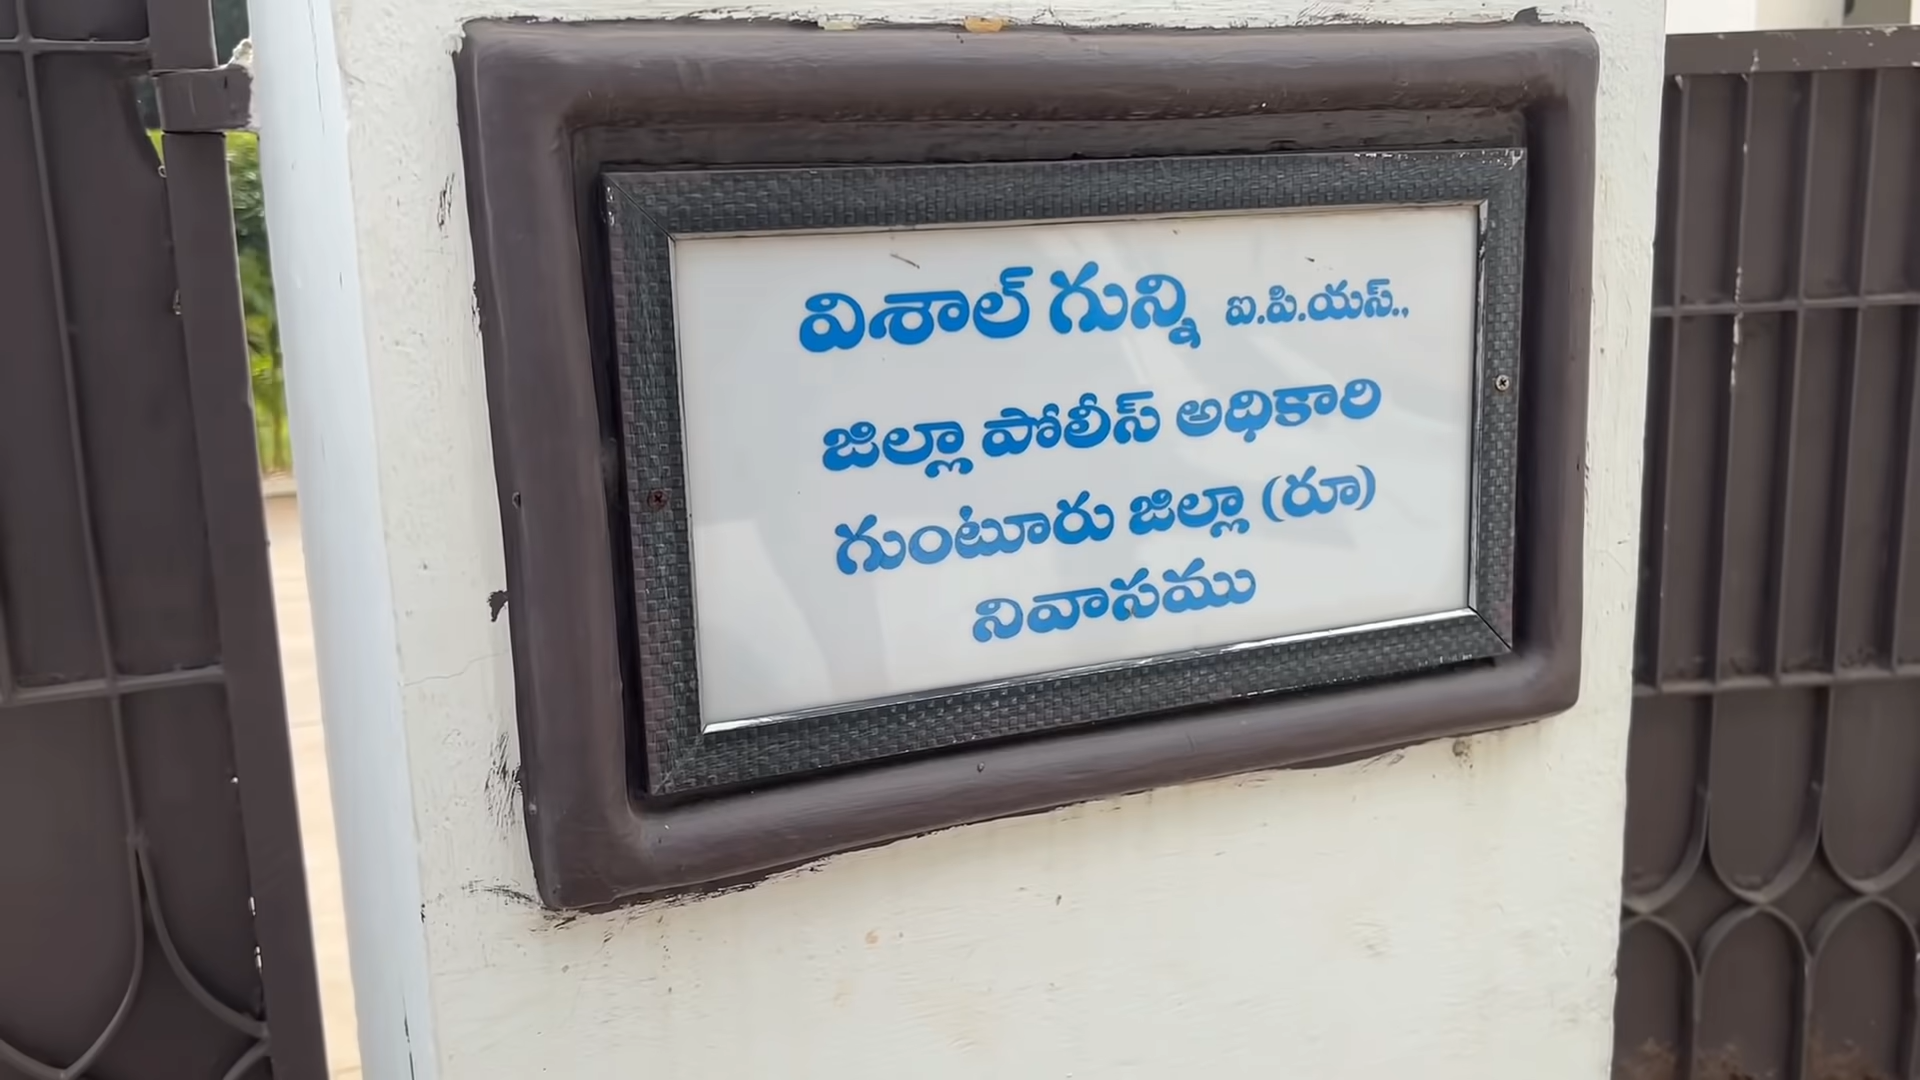 విశాల్ గున్ని ఐ.పి.యస్.,
జిల్లా పోలీస్ అధికారి
గుంటూరు జిల్లా (రూ)
నివాసము